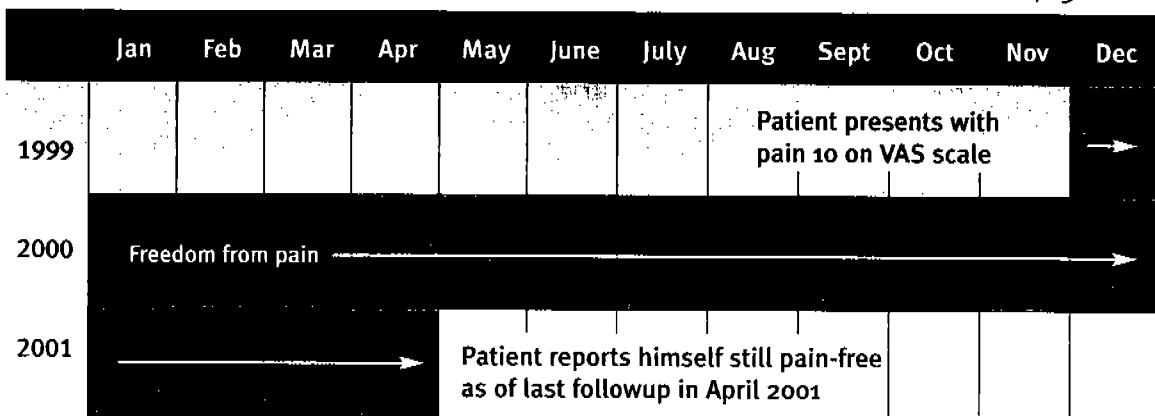 Jan Feb Mar Apr May June July Aug Sept Oct Nov Dec
1999
Patient presents with
pain 10 on VAS scale
2000
Freedom from pain
2001
Patient reports himself still pain-free
as of last followup in April 2001